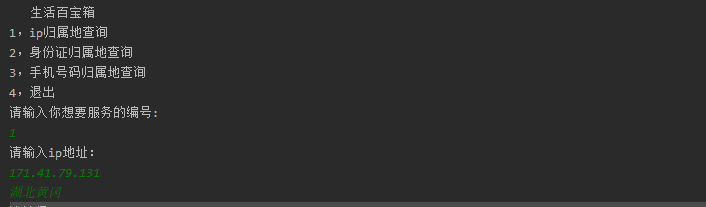 生活百宝箱
1，ip归属地查询
2，身份证归属地查询
3，手机号码归属地查询
4，退出
请输入你想要服务的编号:
1
请输入ip地址:
171.41.79.131
湖北黄冈